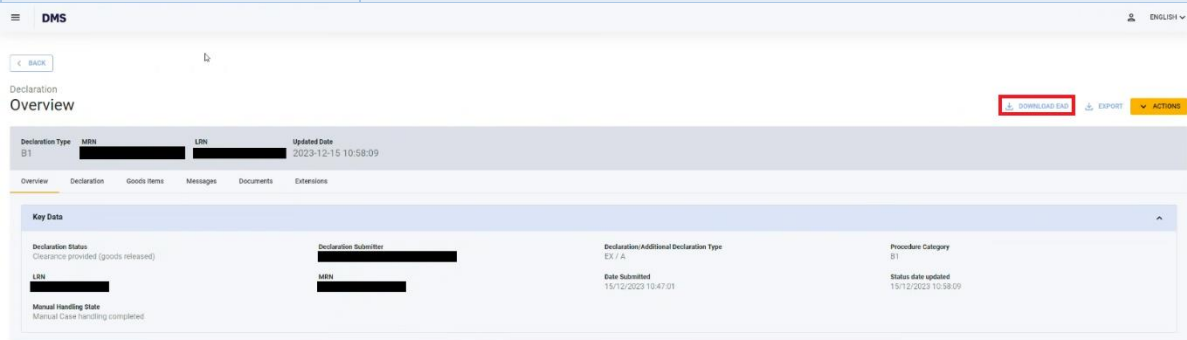 DMS
ENGLISH
BACK
Declaration
Overview
DOWNLOAD EAD EXPORT ACTIONS
Declaration Type MRN LRN Updated Date
B1 2023-12-15 10:58:09
Overview Declaration Goods Items Messages Documents Extensions
Key Data
Declaration Status Declaration Submitter Declaration/Additional Declaration Type Procedure Category
Clearance provided (goods released) EX / A B1
LRN MRN Date Submitted Status date updated
15/12/2023 10:47:01 15/12/2023 10:58:09
Manual Handling State
Manual Case handling completed